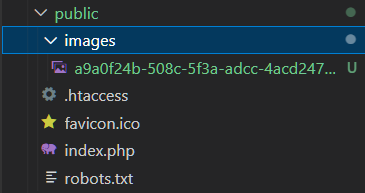 public
images
a9a0f24b-508c-5f3a-adcc-4acd247... U
.htaccess
favicon.ico
index.php
robots.txt